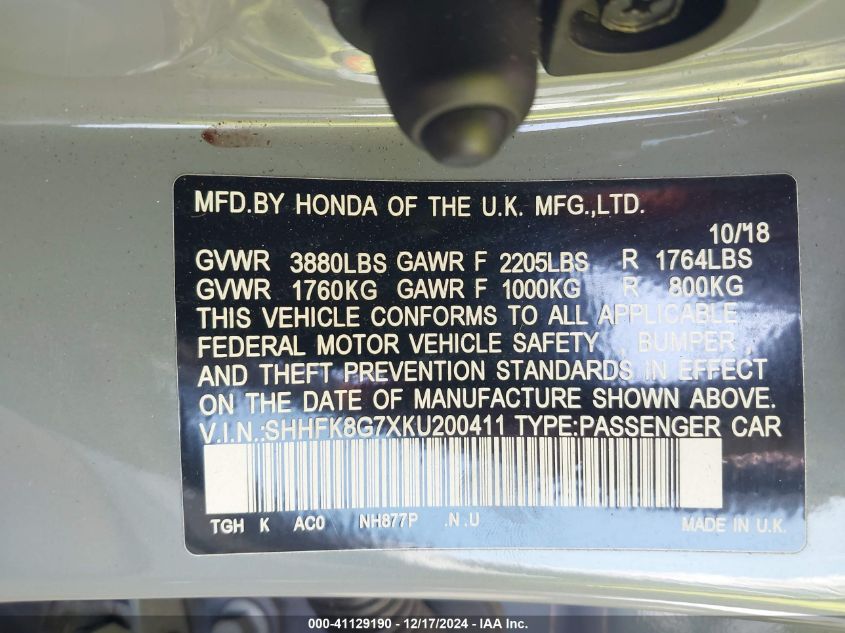 MFD.BY HONDA OF THE U.K. MFG.,LTD.
10/18
GVWR 3880LBS GAWR F 2205LBS R 1764LBS
GVWR 1760KG GAWR F 1000KG R 800KG
THIS VEHICLE CONFORMS TO ALL APPLICABLE
FEDERAL MOTOR VEHICLE SAFETY , BUMPER ,
AND THEFT PREVENTION STANDARDS IN EFFECT
ON THE DATE OF MANUFACTURE SHOWN ABOVE.
V.I.N.:SHHFK8G7XKU200411 TYPE:PASSENGER CAR
TGH K AC0 NH877P .N.U MADE IN U.K.
000-41129190 - 12/17/2024 - IAA Inc.